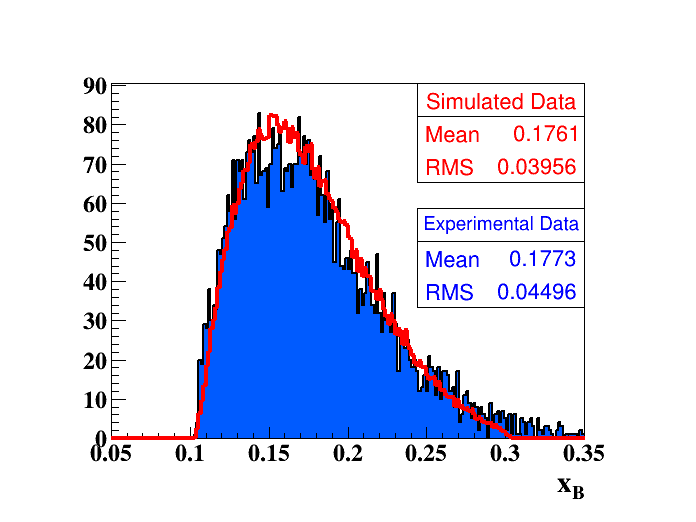 90
80
70
60
50
40
30
20
10
0
0.05 0.1 0.15 0.2 0.25 0.3 0.35
x_B
Simulated Data
Mean 0.1761
RMS 0.03956
Experimental Data
Mean 0.1773
RMS 0.04496